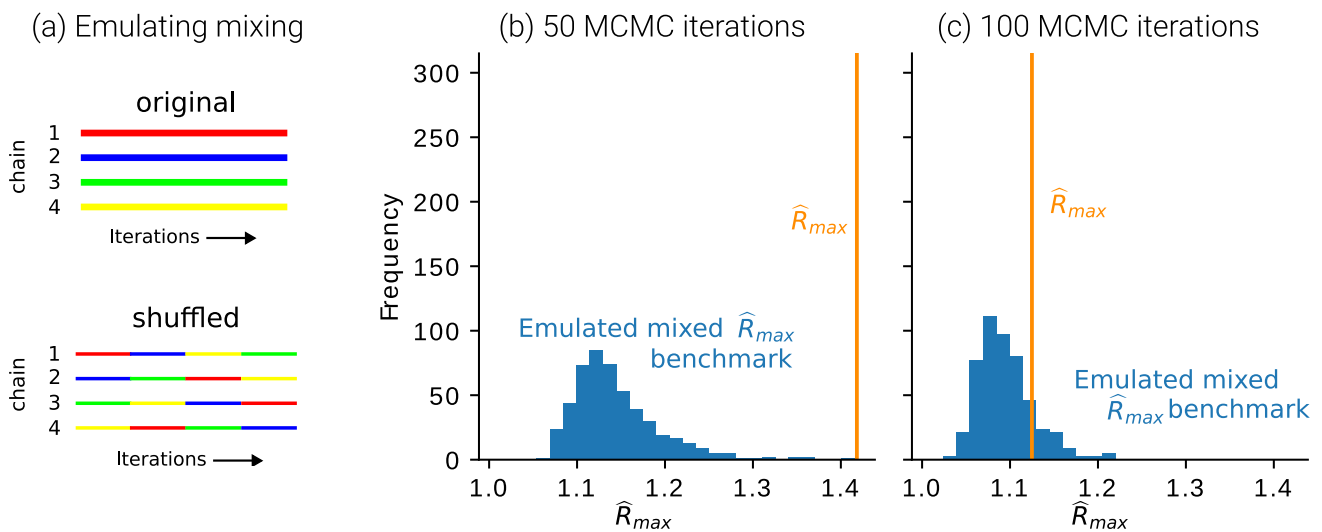 (a) Emulating mixing
original
chain
1
2
3
4
Iterations
shuffled
chain
1
2
3
4
Iterations
(b) 50 MCMC iterations
Frequency
300
250
200
150
100
50
0
R̂max
Emulated mixed R̂max
benchmark
1.0 1.1 1.2 1.3 1.4
R̂max
(c) 100 MCMC iterations
R̂max
Emulated mixed
R̂max benchmark
1.0 1.1 1.2 1.3 1.4
R̂max